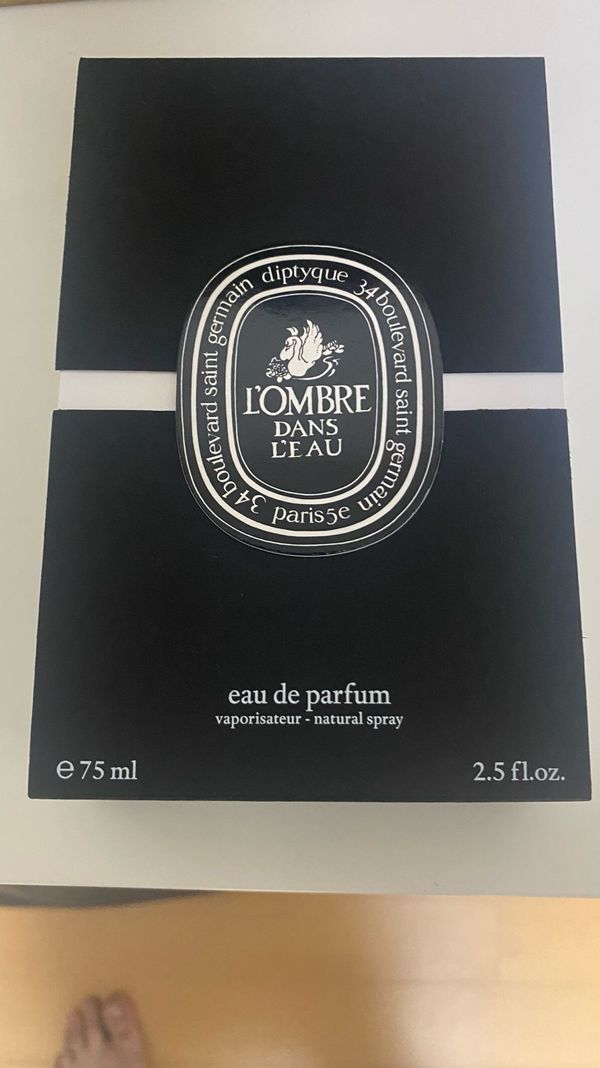 diptyque 34 boulevard saint germain paris5e 34 boulevard saint germain
L'OMBRE
DANS
L'EAU
eau de parfum
vaporisateur - natural spray
e 75 ml
2.5 fl.oz.